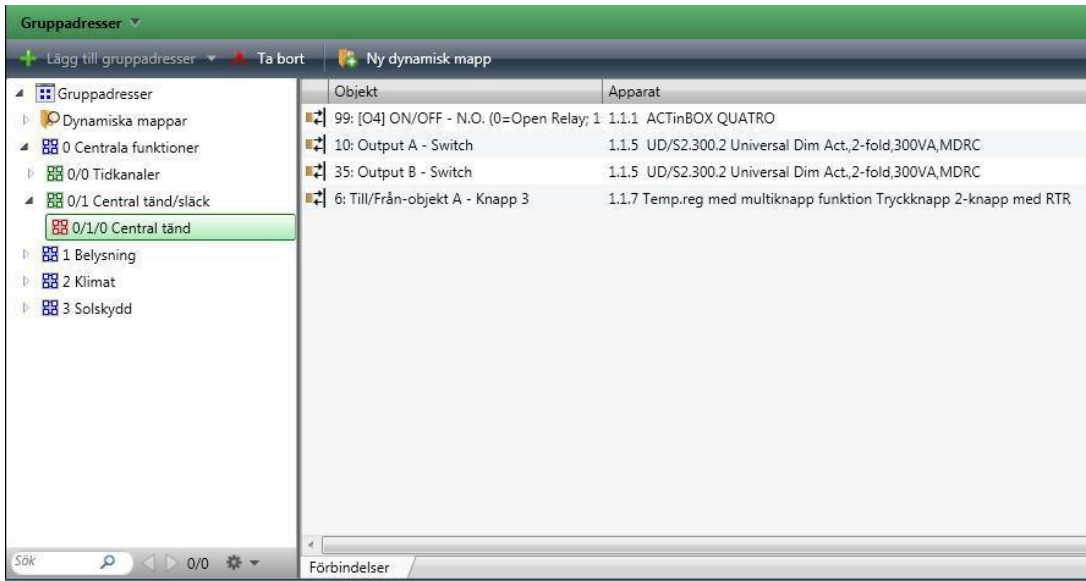 Gruppadresser
Lägg till gruppadresser Ta bort Ny dynamisk mapp
Gruppadresser
Dynamiska mappar
0 Centrala funktioner
0/0 Tidkanaler
0/1 Central tänd/släck
0/1/0 Central tänd
1 Belysning
2 Klimat
3 Solskydd
Sök 0/0
Objekt Apparat
99: [O4] ON/OFF - N.O. (0=Open Relay; 1 1.1.1 ACTinBOX QUATRO
10: Output A - Switch 1.1.5 UD/S2.300.2 Universal Dim Act.,2-fold,300VA,MDRC
35: Output B - Switch 1.1.5 UD/S2.300.2 Universal Dim Act.,2-fold,300VA,MDRC
6: Till/Från-objekt A - Knapp 3 1.1.7 Temp.reg med multiknapp funktion Tryckknapp 2-knapp med RTR
Förbindelser